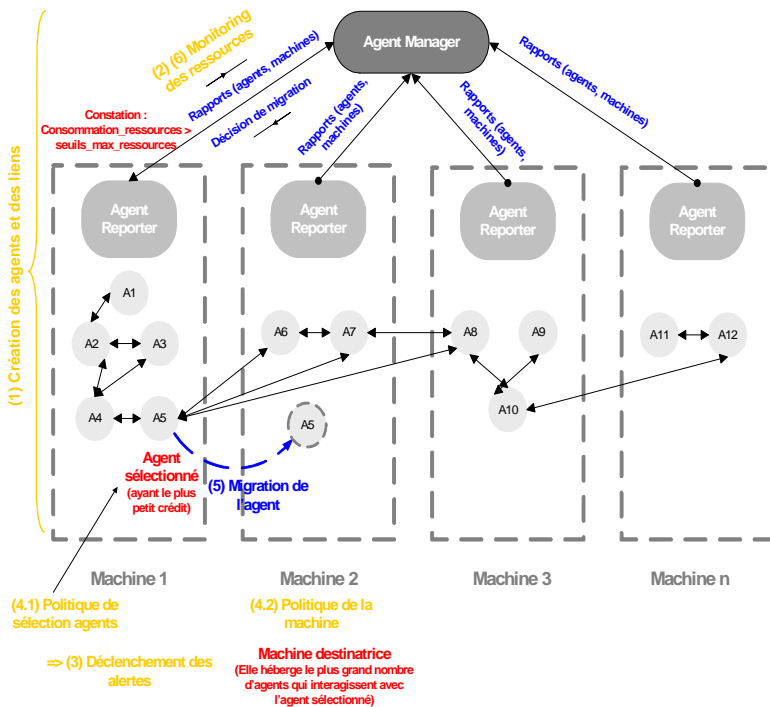 Agent Manager
(2) (6) Monitoring
des ressources
Rapports (agents, machines)
Décision de migration
Rapports (agents,
machines)
Rapports (agents,
machines)
Rapports (agents, machines)
Constation :
Consommation_ressources >
seuils_max_ressources
(1) Création des agents et des liens
Agent
Reporter
Agent
Reporter
Agent
Reporter
Agent
Reporter
A1
A2
A3
A4
A5
A6
A7
A8
A9
A10
A11
A12
A5
Agent
sélectionné
(ayant le plus
petit crédit)
(5) Migration de
l'agent
Machine 1
Machine 2
Machine 3
Machine n
(4.1) Politique de
sélection agents
(4.2) Politique de la
machine
=> (3) Déclenchement des
alertes
Machine destinatrice
(Elle héberge le plus grand nombre
d'agents qui interagissent avec
l'agent sélectionné)